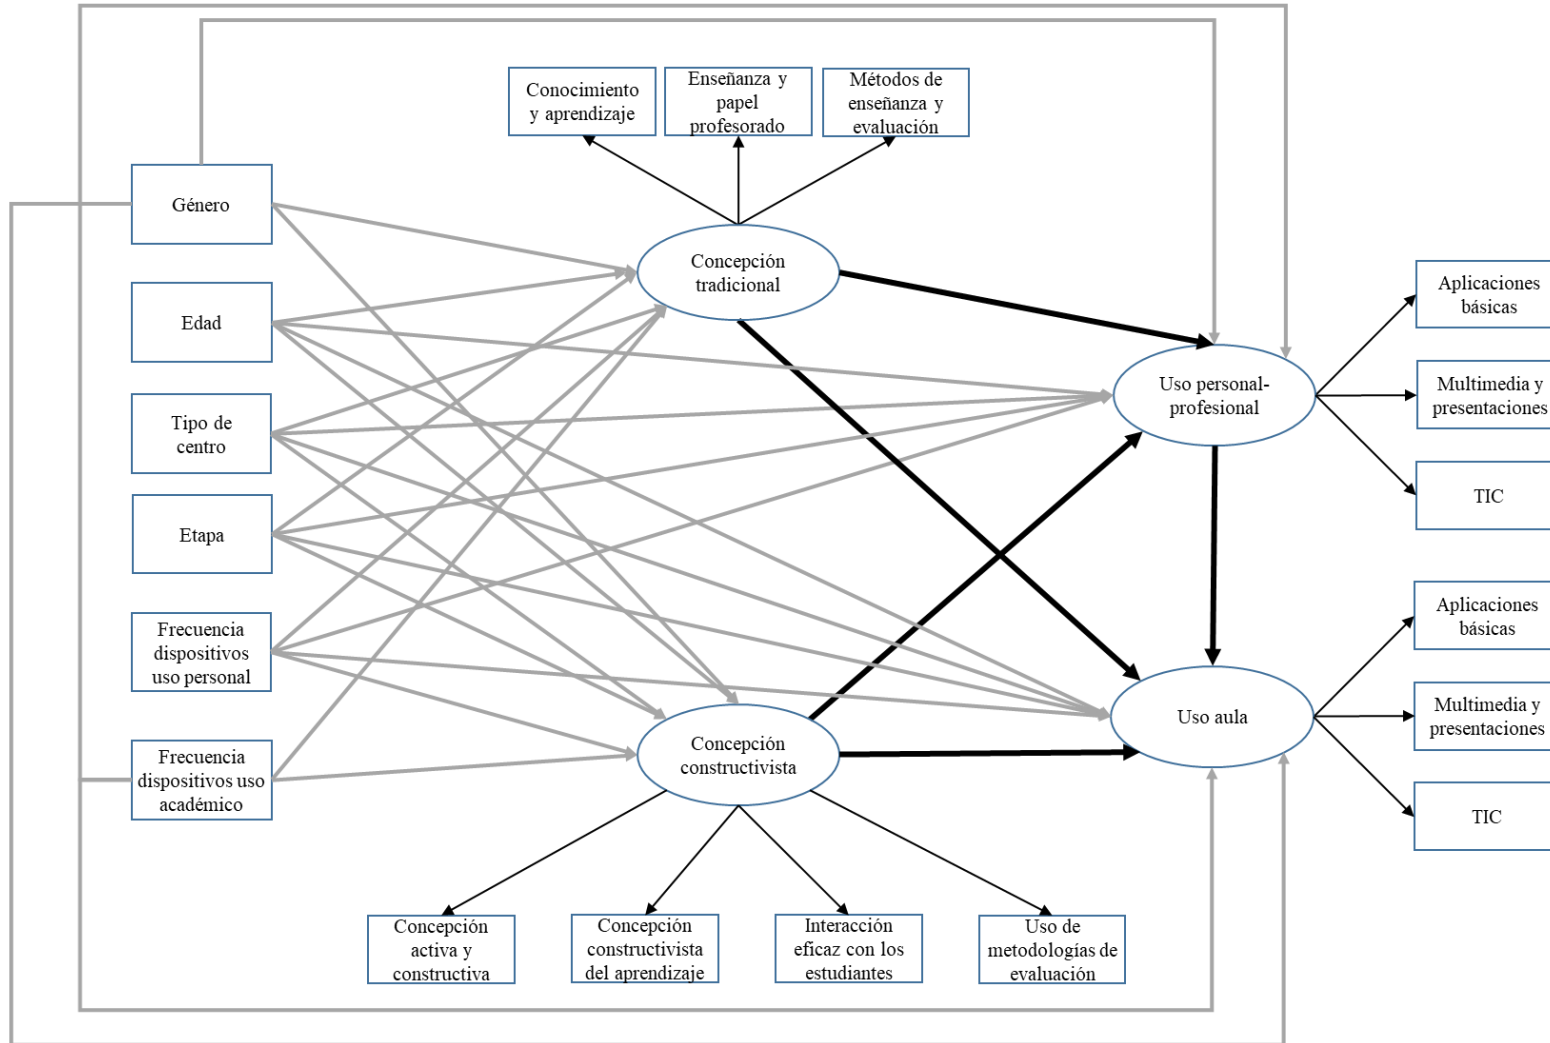 Conocimiento
y aprendizaje
Enseñanza y
papel
profesorado
Métodos de
enseñanza y
evaluación
Género
Edad
Tipo de
centro
Etapa
Frecuencia
dispositivos
uso personal
Frecuencia
dispositivos uso
académico
Concepción
tradicional
Concepción
constructivista
Uso personal-
profesional
Uso aula
Aplicaciones
básicas
Multimedia y
presentaciones
TIC
Aplicaciones
básicas
Multimedia y
presentaciones
TIC
Concepción
activa y
constructiva
Concepción
constructivista
del aprendizaje
Interacción
eficaz con los
estudiantes
Uso de
metodologías de
evaluación